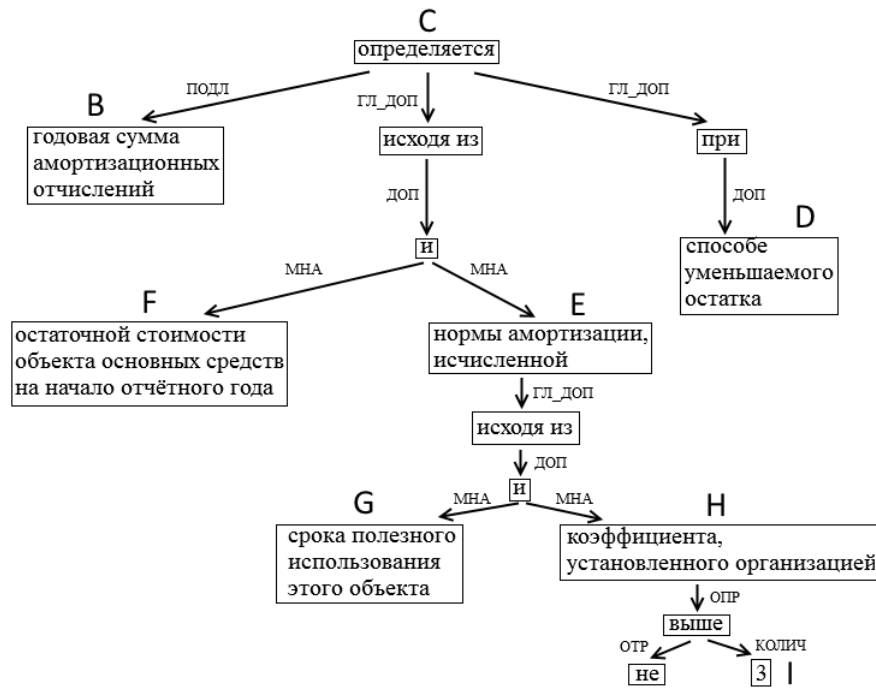 C
определяется
ПОДЛ
ГЛ_ДОП
ГЛ_ДОП
B
годовая сумма
амортизационных
отчислений
исходя из
при
ДОП
ДОП
D
и
способе
уменьшаемого
остатка
МНА
МНА
F
E
остаточной стоимости
объекта основных средств
на начало отчётного года
нормы амортизации,
исчисленной
ГЛ_ДОП
исходя из
ДОП
и
МНА
МНА
G
H
срока полезного
использования
этого объекта
коэффициента,
установленного организацией
ОПР
выше
ОТР
КОЛИЧ
не
3
I